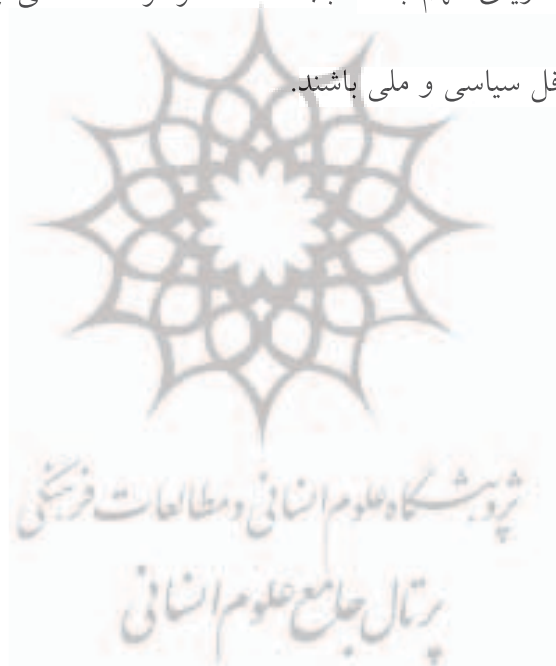 فل سیاسی و ملی باشند.
پژوهشگاه علوم انسانی و مطالعات فرهنگی
پرتال جامع علوم انسانی